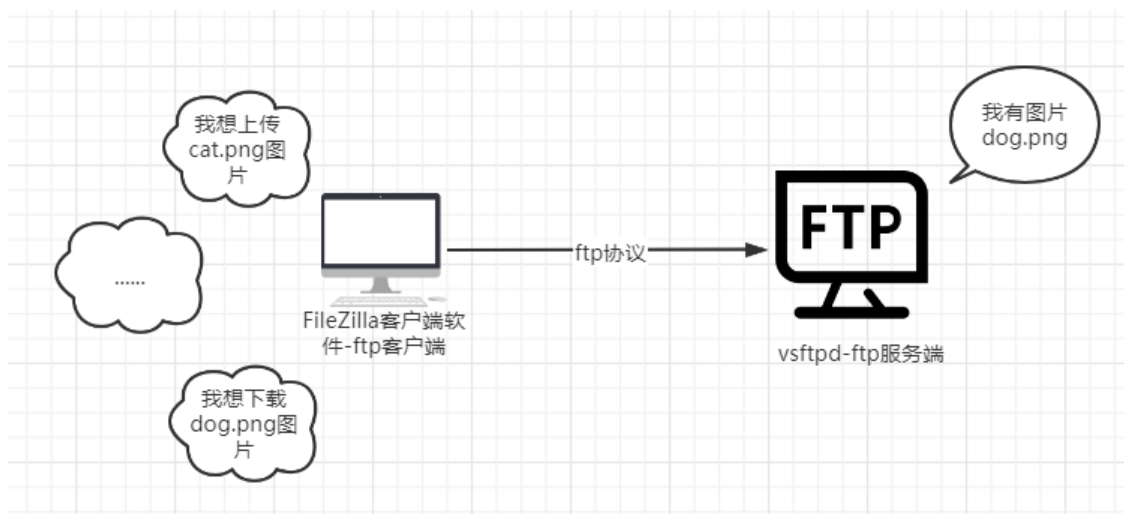 我想上传
cat.png图
片
我有图片
dog.png
FTP
ftp协议
......
FileZilla客户端软
件-ftp客户端
vsftpd-ftp服务端
我想下载
dog.png图
片